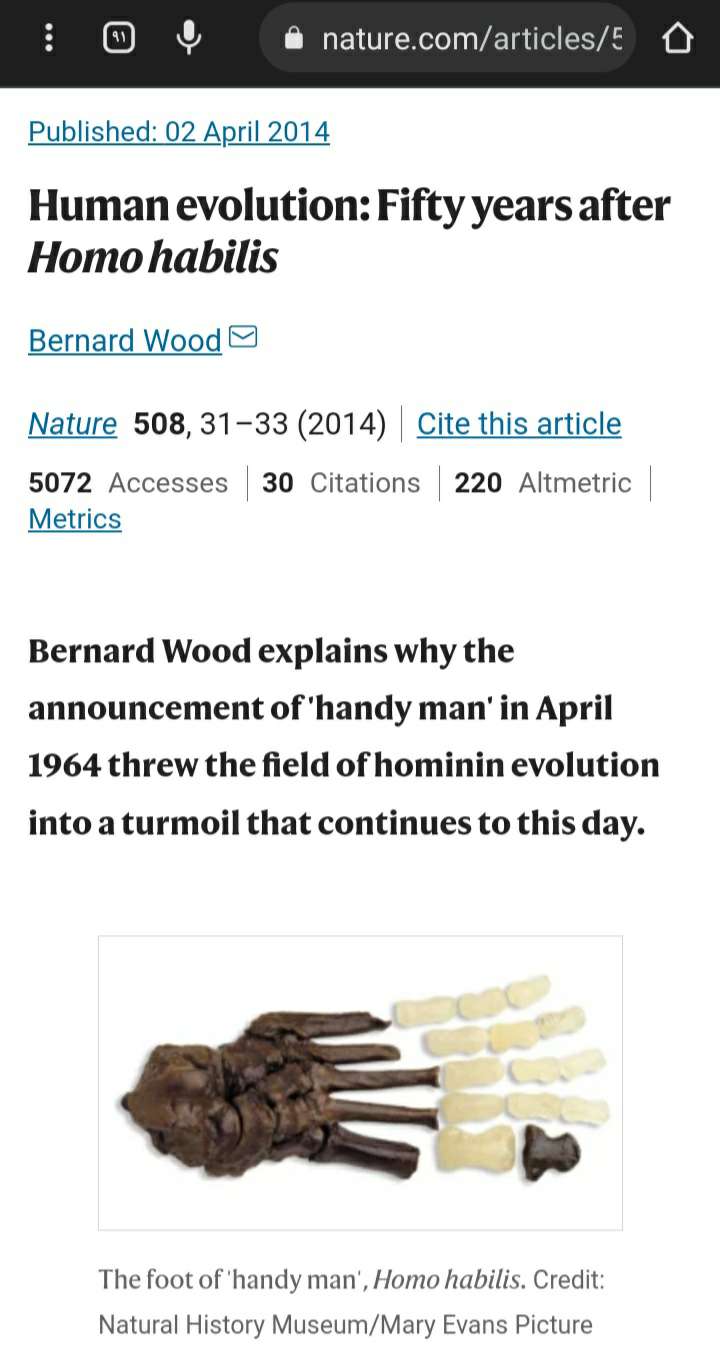 ٩١
nature.com/articles/5
Published: 02 April 2014
Human evolution: Fifty years after
Homo habilis
Bernard Wood
Nature 508, 31–33 (2014) | Cite this article
5072 Accesses | 30 Citations | 220 Altmetric |
Metrics
Bernard Wood explains why the
announcement of 'handy man' in April
1964 threw the field of hominin evolution
into a turmoil that continues to this day.
The foot of 'handy man', Homo habilis. Credit:
Natural History Museum/Mary Evans Picture